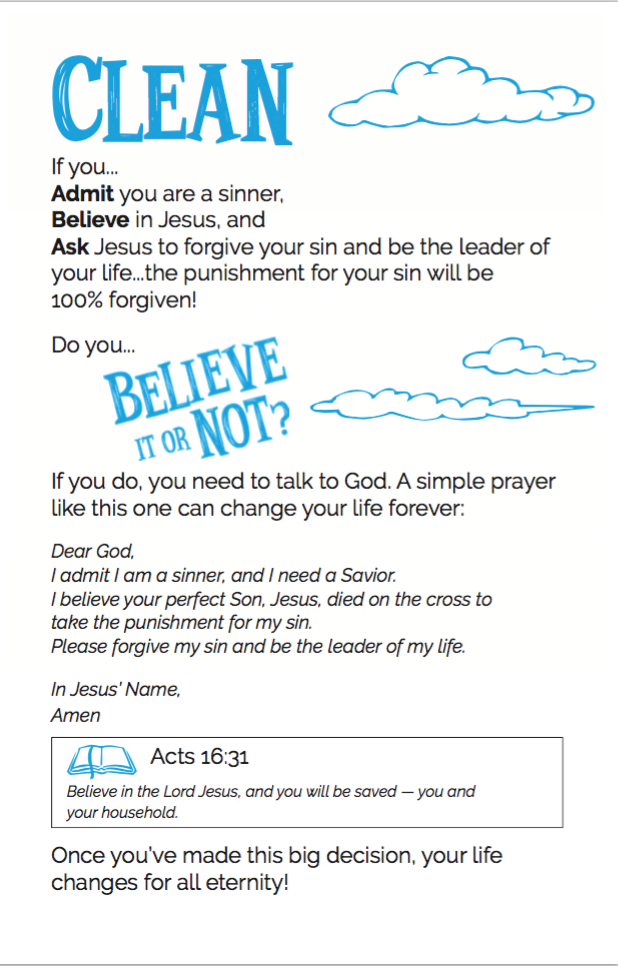 CLEAN
If you...
Admit you are a sinner,
Believe in Jesus, and
Ask Jesus to forgive your sin and be the leader of
your life...the punishment for your sin will be
100% forgiven!
Do you...
BELIEVE
IT OR NOT?
If you do, you need to talk to God. A simple prayer
like this one can change your life forever:
Dear God,
I admit I am a sinner, and I need a Savior.
I believe your perfect Son, Jesus, died on the cross to
take the punishment for my sin.
Please forgive my sin and be the leader of my life.
In Jesus' Name,
Amen
Acts 16:31
Believe in the Lord Jesus, and you will be saved — you and
your household.
Once you've made this big decision, your life
changes for all eternity!